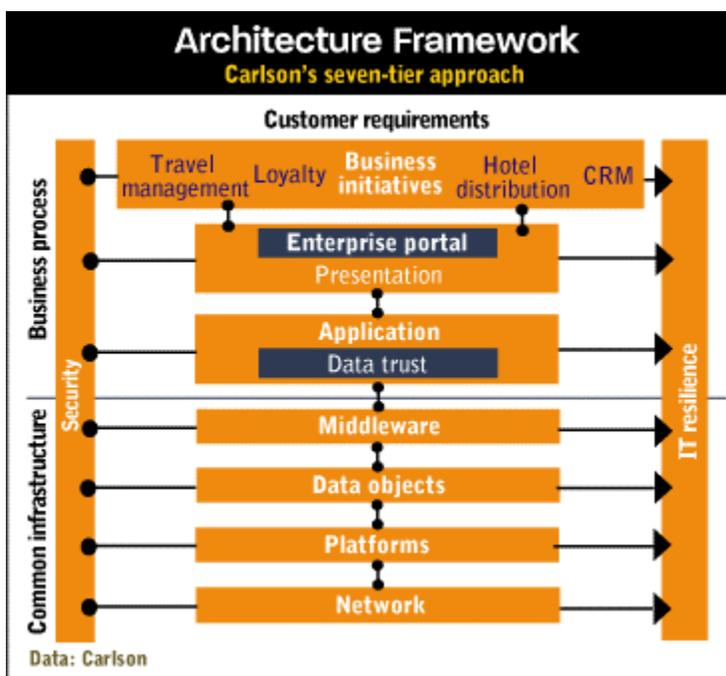 Architecture Framework
Carlson's seven-tier approach
Customer requirements
Business process
Security
Travel management
Loyalty
Business initiatives
Hotel distribution
CRM
Enterprise portal
Presentation
Application
Data trust
Common infrastructure
Middleware
Data objects
Platforms
Network
IT resilience
Data: Carlson